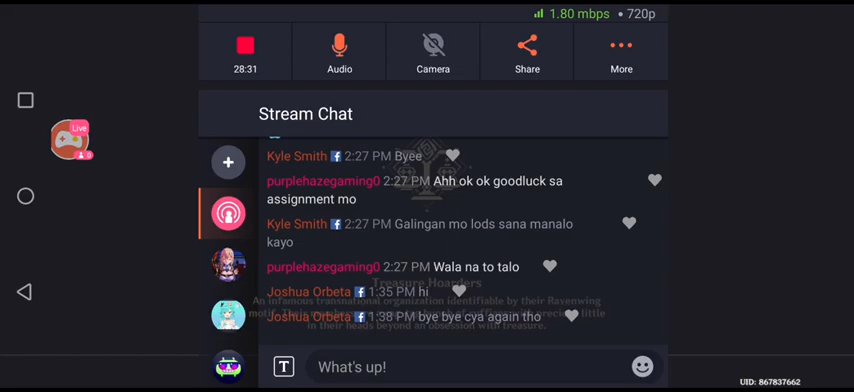 1.80 mbps • 720p
28:31
Audio
Camera
Share
More
Live
0
Stream Chat
Kyle Smith 2:27 PM Byee
purplehazegaming0 2:27 PM Ahh ok ok goodluck sa
assignment mo
Kyle Smith 2:27 PM Galingan mo lods sana manalo
kayo
purplehazegaming0 2:27 PM Wala na to talo
Treasure Hoarders
Joshua Orbeta 1:35 PM hi
An infamous transnational organization identifiable by their Ravenwing
Joshua Orbeta 1:38 PM bye bye cya agan tho
in their heads beyond an obsession with treasure.
T What's up!
UID: 867837662